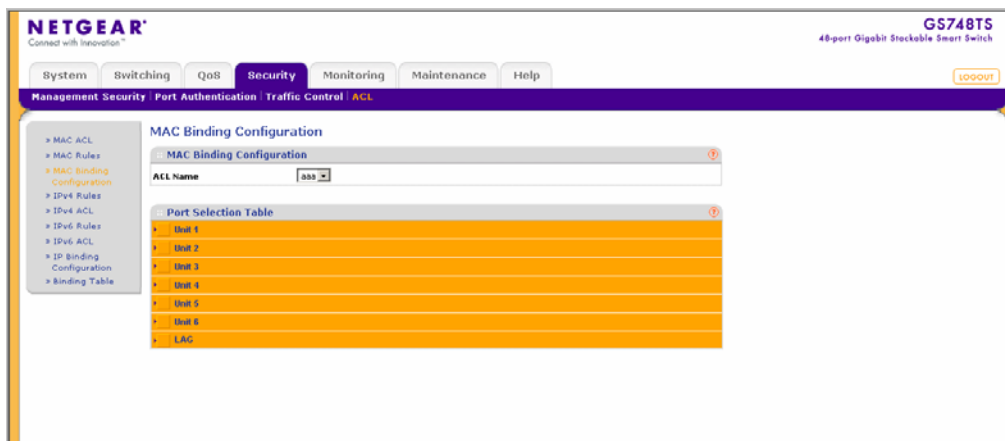 NETGEAR®
Connect with Innovation™
GS748TS
48-port Gigabit Stackable Smart Switch
System Switching QoS Security Monitoring Maintenance Help
LOGOUT
Management Security | Port Authentication | Traffic Control | ACL
» MAC ACL
» MAC Rules
» MAC Binding
Configuration
» IPv4 Rules
» IPv4 ACL
» IPv6 Rules
» IPv6 ACL
» IP Binding
Configuration
» Binding Table
MAC Binding Configuration
MAC Binding Configuration
ACL Name aaa
Port Selection Table
Unit 1
Unit 2
Unit 3
Unit 4
Unit 5
Unit 6
LAG